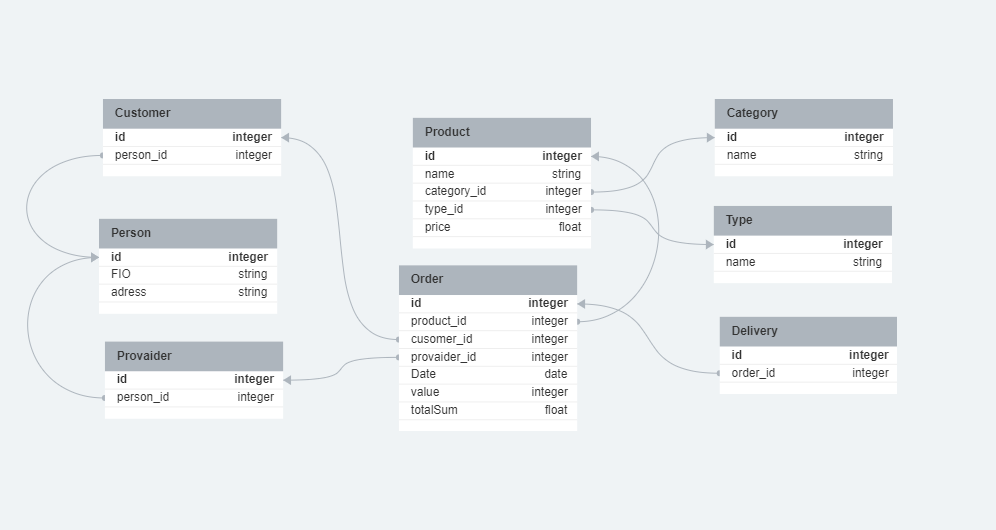 Customer
id integer
person_id integer
Person
id integer
FIO string
adress string
Provaider
id integer
person_id integer
Product
id integer
name string
category_id integer
type_id integer
price float
Order
id integer
product_id integer
cusomer_id integer
provaider_id integer
Date date
value integer
totalSum float
Category
id integer
name string
Type
id integer
name string
Delivery
id integer
order_id integer